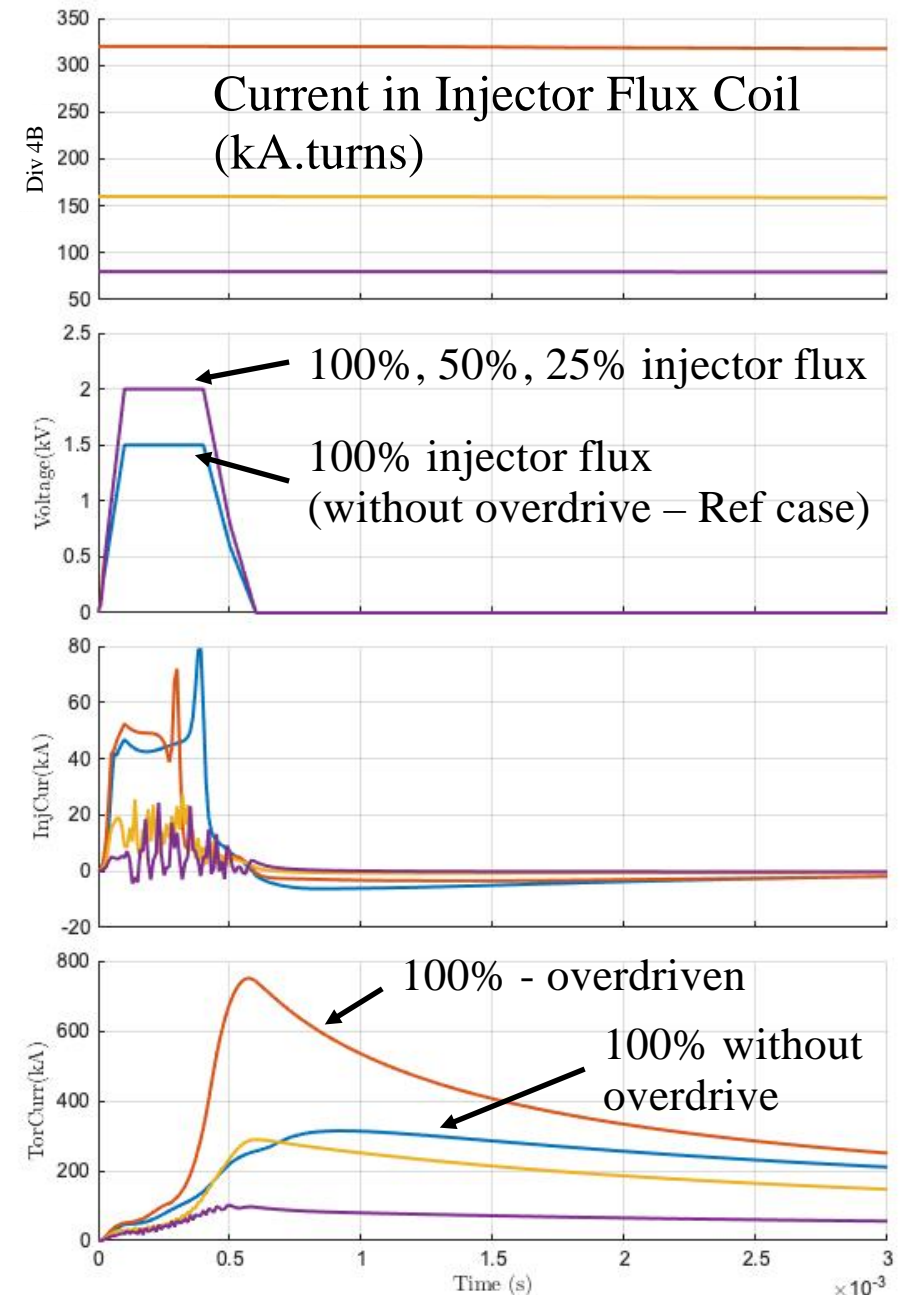 350
300
250
200
150
100
50
Div 4B
Current in Injector Flux Coil
(kA.turns)
2.5
2
1.5
1
0.5
0
Voltage(kV)
100%, 50%, 25% injector flux
100% injector flux
(without overdrive – Ref case)
80
60
40
20
0
-20
InjCur(kA)
800
600
400
200
0
TorCurr(kA)
100% - overdriven
100% without
overdrive
0 0.5 1 1.5 2 2.5 3
Time (s)
×10-3